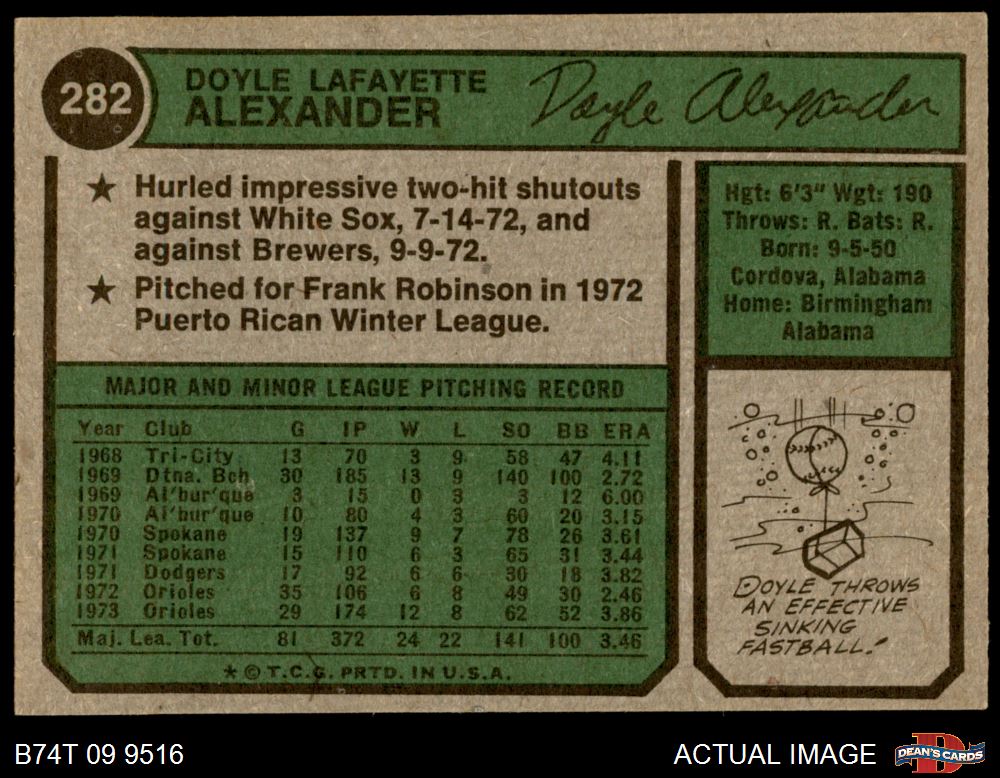 282
DOYLE LAFAYETTE
ALEXANDER
Doyle Alexander
★ Hurled impressive two-hit shutouts
against White Sox, 7-14-72, and
against Brewers, 9-9-72.
★ Pitched for Frank Robinson in 1972
Puerto Rican Winter League.
Hgt: 6'3" Wgt: 190
Throws: R. Bats: R.
Born: 9-5-50
Cordova, Alabama
Home: Birmingham
Alabama
MAJOR AND MINOR LEAGUE PITCHING RECORD
Year Club G IP W L SO BB ERA
1968 Tri-City 13 70 3 9 58 47 4.11
1969 Dtna. Bch 30 185 13 9 140 100 2.72
1969 Al'bur'que 3 15 0 3 3 12 6.00
1970 Al'bur'que 10 80 4 3 60 20 3.15
1970 Spokane 19 137 9 7 78 26 3.61
1971 Spokane 15 110 6 3 65 31 3.44
1971 Dodgers 17 92 6 6 30 18 3.82
1972 Orioles 35 106 6 8 49 30 2.46
1973 Orioles 29 174 12 8 62 52 3.86
Maj. Lea. Tot. 81 372 24 22 141 100 3.46
★ © T.C.G. PRTD. IN U.S.A.
DOYLE THROWS
AN EFFECTIVE
SINKING
FASTBALL.
B74T 09 9516
ACTUAL IMAGE
DEAN'S CARDS